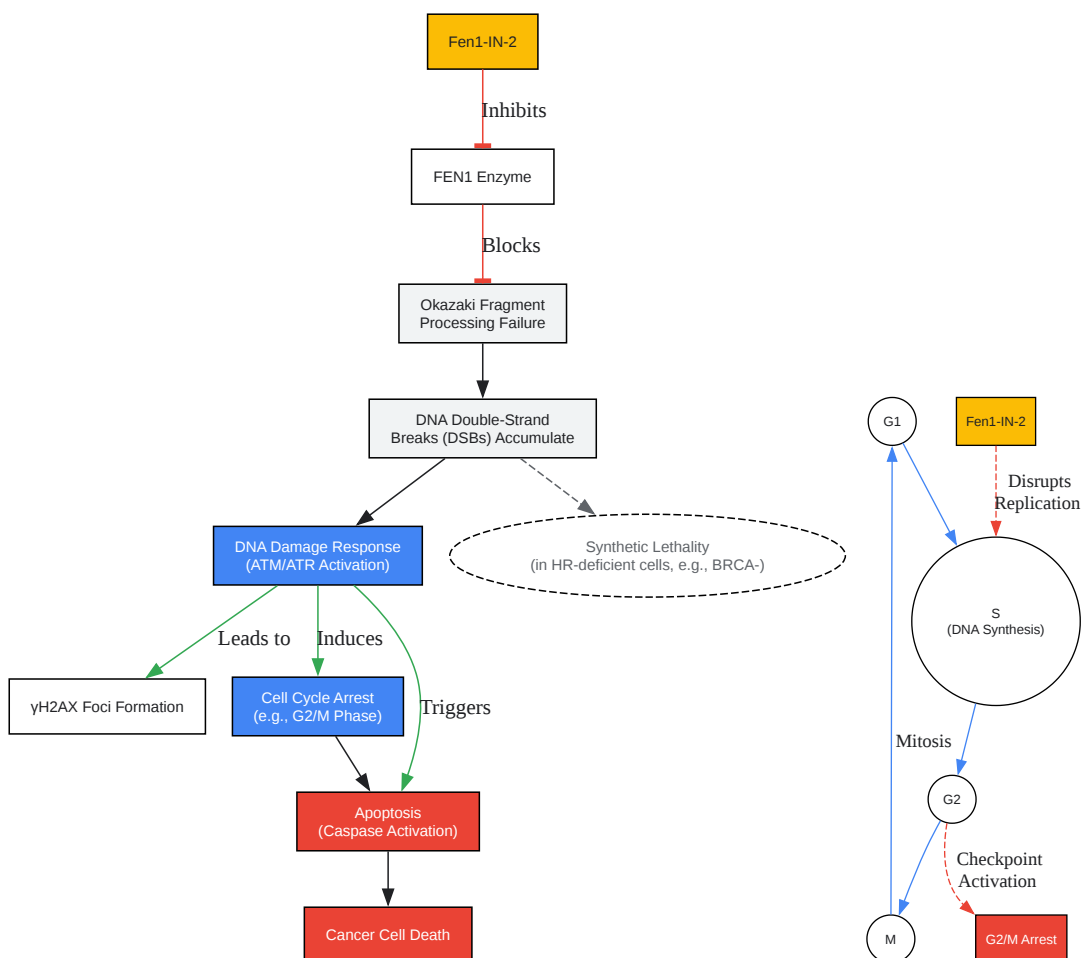 Fen1-IN-2
Inhibits
FEN1 Enzyme
Blocks
Okazaki Fragment
Processing Failure
DNA Double-Strand
Breaks (DSBs) Accumulate
DNA Damage Response
(ATM/ATR Activation)
Synthetic Lethality
(in HR-deficient cells, e.g., BRCA-)
Leads to
Induces
Triggers
γH2AX Foci Formation
Cell Cycle Arrest
(e.g., G2/M Phase)
Apoptosis
(Caspase Activation)
Cancer Cell Death
G1
Fen1-IN-2
Disrupts
Replication
S
(DNA Synthesis)
Mitosis
G2
Checkpoint
Activation
M
G2/M Arrest